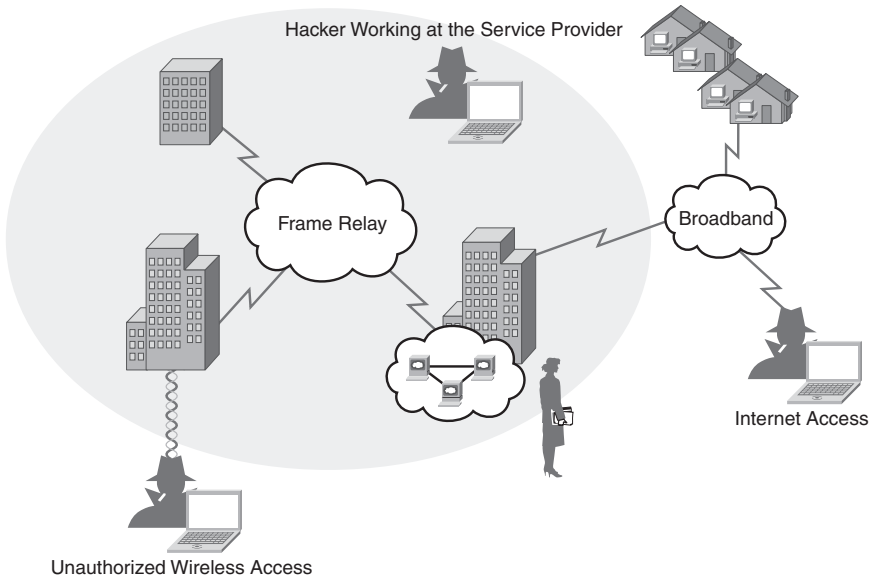 Hacker Working at the Service Provider
Frame Relay
Broadband
Internet Access
Unauthorized Wireless Access